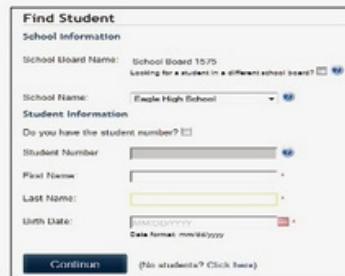 Find Student
School Information
School Board Name: School Board 1575
Looking for a student in a different school board?
School Name: Eagle High School
Student Information
Do you have the student number?
Student Number
First Name *
Last Name: *
Birth Date: MM/DD/YYYY *
Date format: mm/dd/yyyy
Continue (No students? Click here)